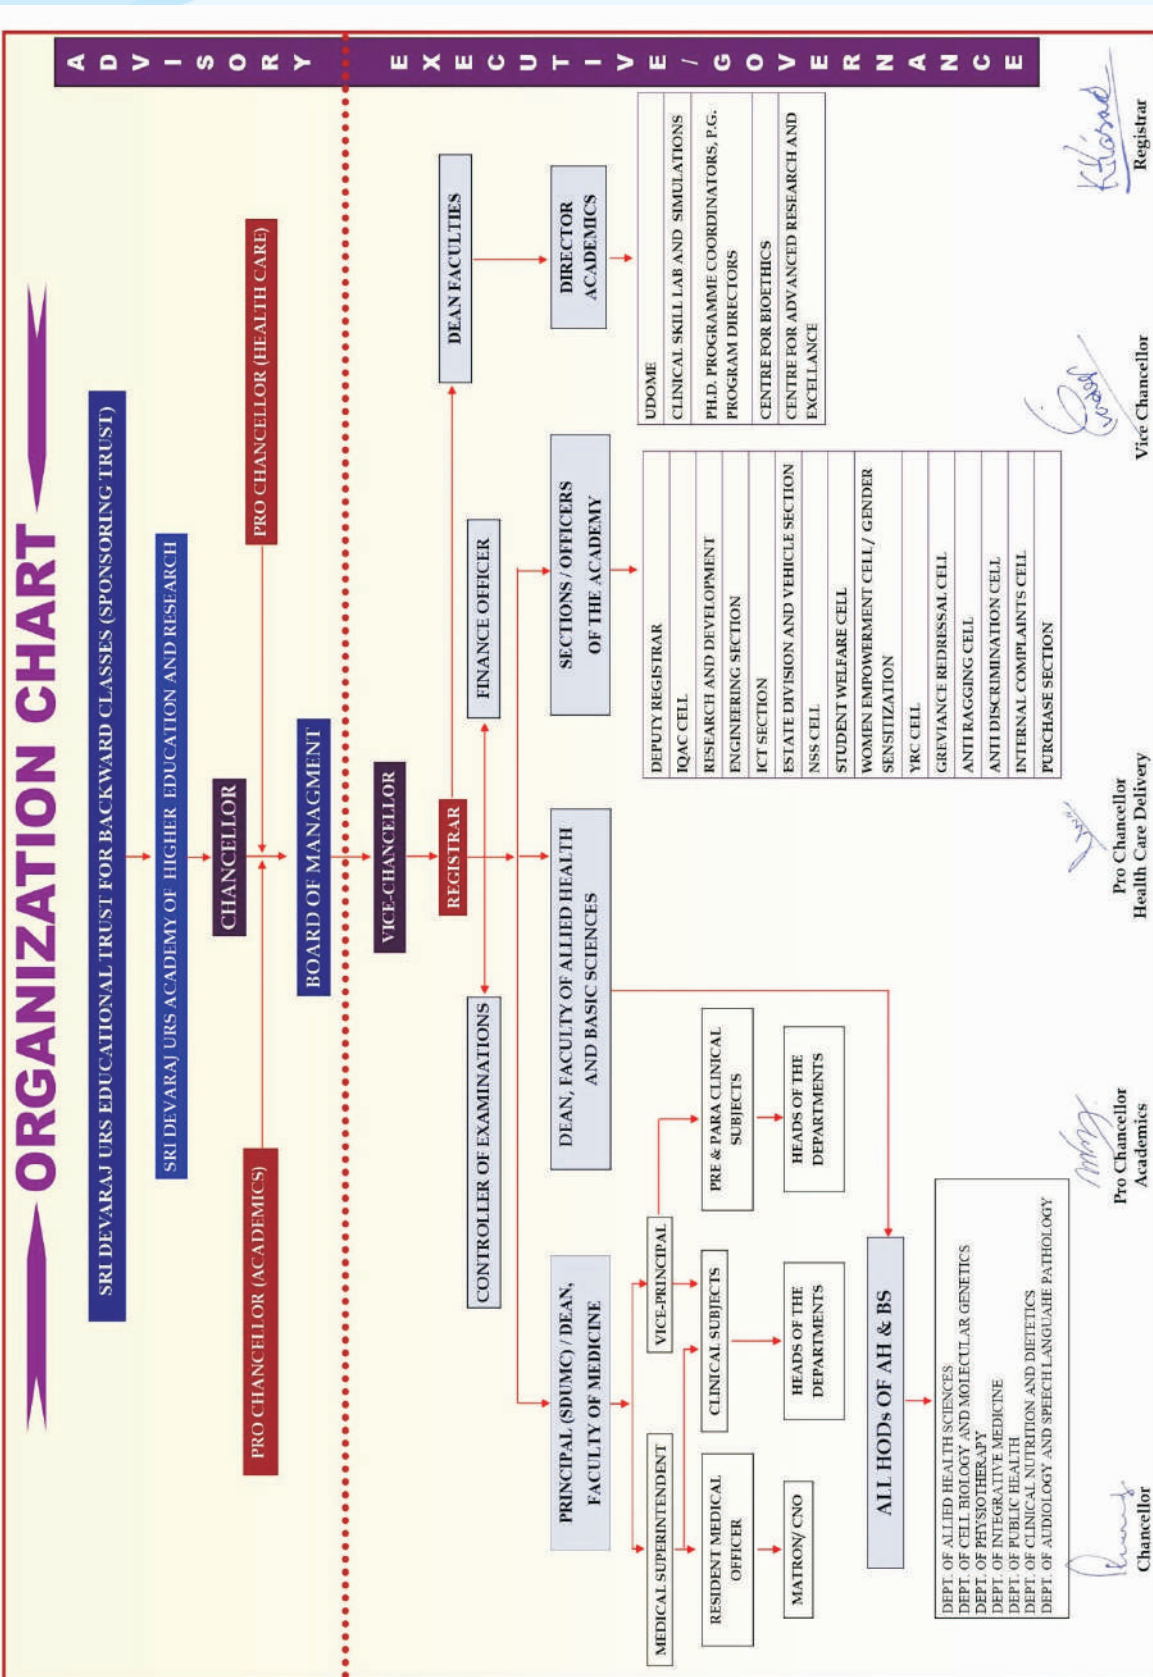 ORGANIZATION CHART
ADVISORY
EXECUTIVE/GOVERNANCE
SRI DEVARAJ URS EDUCATIONAL TRUST FOR BACKWARD CLASSES (SPONSORING TRUST)
SRI DEVARAJ URS ACADEMY OF HIGHER EDUCATION AND RESEARCH
CHANCELLOR
PRO CHANCELLOR (ACADEMICS)
PRO CHANCELLOR (HEALTH CARE)
BOARD OF MANAGMENT
VICE-CHANCELLOR
REGISTRAR
DEAN FACULTIES
CONTROLLER OF EXAMINATIONS
FINANCE OFFICER
PRINCIPAL (SDUMC) / DEAN,
FACULTY OF MEDICINE
DEAN, FACULTY OF ALLIED HEALTH
AND BASIC SCIENCES
SECTIONS / OFFICERS
OF THE ACADEMY
DIRECTOR
ACADEMICS
MEDICAL SUPERINTENDENT
VICE-PRINCIPAL
RESIDENT MEDICAL
OFFICER
CLINICAL SUBJECTS
PRE & PARA CLINICAL
SUBJECTS
MATRON/ CNO
HEADS OF THE
DEPARTMENTS
HEADS OF THE
DEPARTMENTS
ALL HODs OF AH & BS
DEPT. OF ALLIED HEALTH SCIENCES
DEPT. OF CELL BIOLOGY AND MOLECULAR GENETICS
DEPT. OF PHYSIOTHERAPY
DEPT. OF INTEGRATIVE MEDICINE
DEPT. OF PUBLIC HEALTH
DEPT. OF CLINICAL NUTRITION AND DIETETICS
DEPT. OF AUDIOLOGY AND SPEECH LANGUAHE PATHOLOGY
DEPUTY REGISTRAR
IQAC CELL
RESEARCH AND DEVELOPMENT
ENGINEERING SECTION
ICT SECTION
ESTATE DIVISION AND VEHICLE SECTION
NSS CELL
STUDENT WELFARE CELL
WOMEN EMPOWERMENT CELL/ GENDER
SENSITIZATION
YRC CELL
GREVIANCE REDRESSAL CELL
ANTI RAGGING CELL
ANTI DISCRIMINATION CELL
INTERNAL COMPLAINTS CELL
PURCHASE SECTION
UDOME
CLINICAL SKILL LAB AND SIMULATIONS
PH.D. PROGRAMME COORDINATORS, P.G.
PROGRAM DIRECTORS
CENTRE FOR BIOETHICS
CENTRE FOR ADVANCED RESEARCH AND
EXCELLANCE
Chancellor
Pro Chancellor
Academics
Pro Chancellor
Health Care Delivery
Vice Chancellor
Registrar